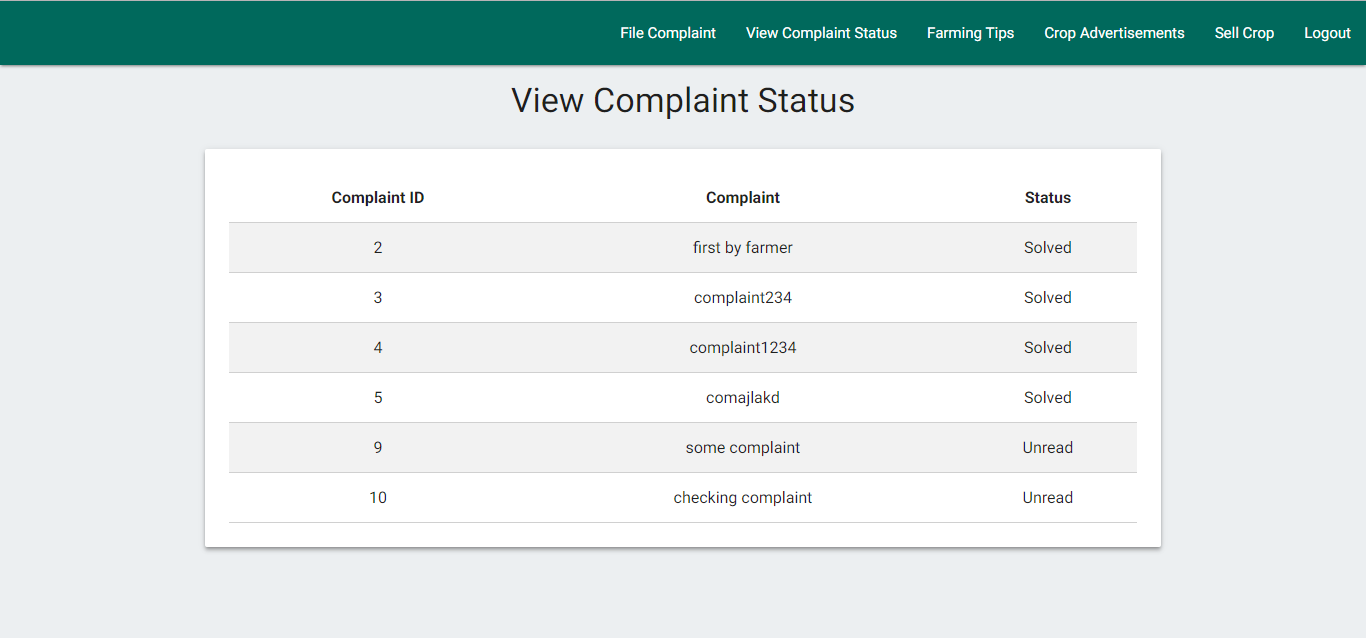 File Complaint View Complaint Status Farming Tips Crop Advertisements Sell Crop Logout
View Complaint Status
Complaint ID Complaint Status
2 first by farmer Solved
3 complaint234 Solved
4 complaint1234 Solved
5 comajlakd Solved
9 some complaint Unread
10 checking complaint Unread